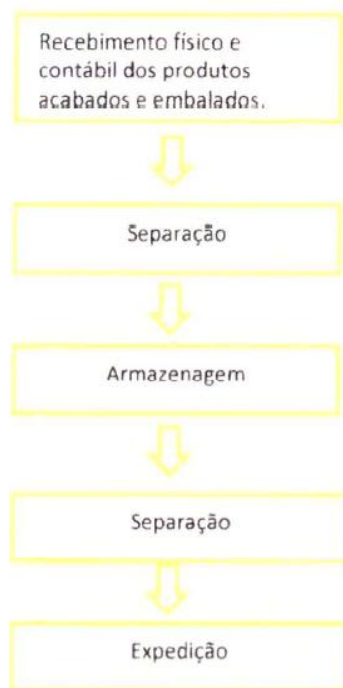 Recebimento físico e
contábil dos produtos
acabados e embalados.
Separação
Armazenagem
Separação
Expedição